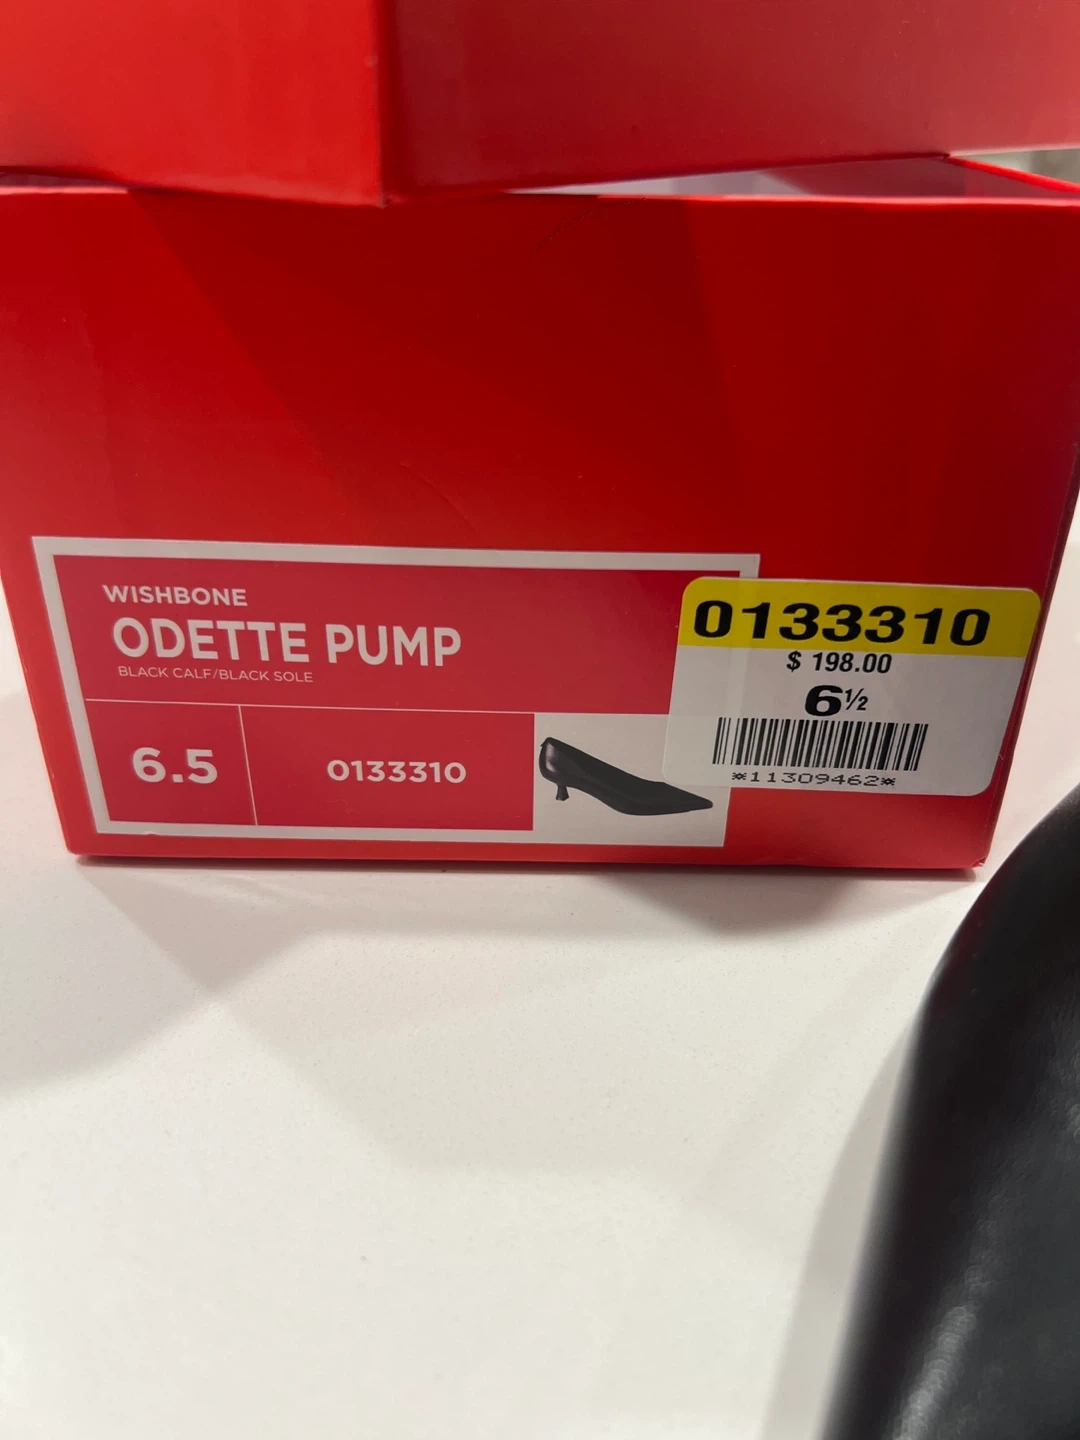 WISHBONE
ODETTE PUMP
BLACK CALF/BLACK SOLE
6.5
0133310
0133310
$ 198.00
6½
*11309462*